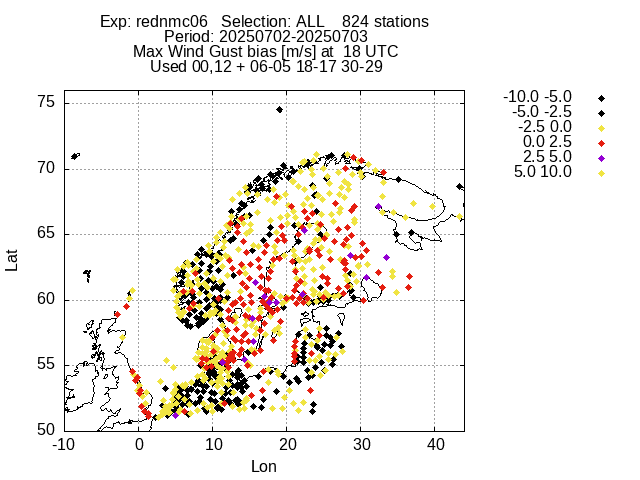 Exp: rednmc06   Selection: ALL    824 stations
Period: 20250702-20250703
Max Wind Gust bias [m/s] at  18 UTC
Used 00,12 + 06-05 18-17 30-29
-10.0 -5.0
-5.0 -2.5
-2.5 0.0
0.0 2.5
2.5 5.0
5.0 10.0
75
70
65
60
55
50
Lat
-10 0 10 20 30 40
Lon